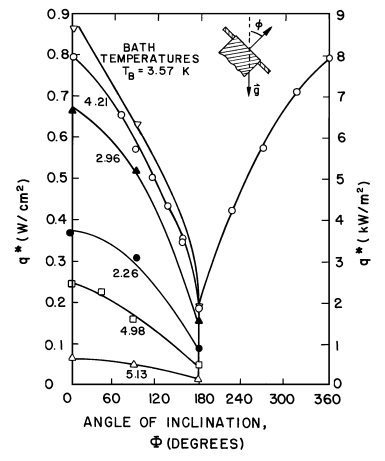 0.9
0.8
0.7
0.6
0.5
0.4
0.3
0.2
0.1
0
q* (W/cm²)
BATH
TEMPERATURES
T_B = 3.57 K
4.21
2.96
2.26
4.98
5.13
ϕ
g⃗
9
8
7
6
5
4
3
2
1
0
q* (kW/m²)
0 60 120 180 240 300 360
ANGLE OF INCLINATION,
Φ (DEGREES)